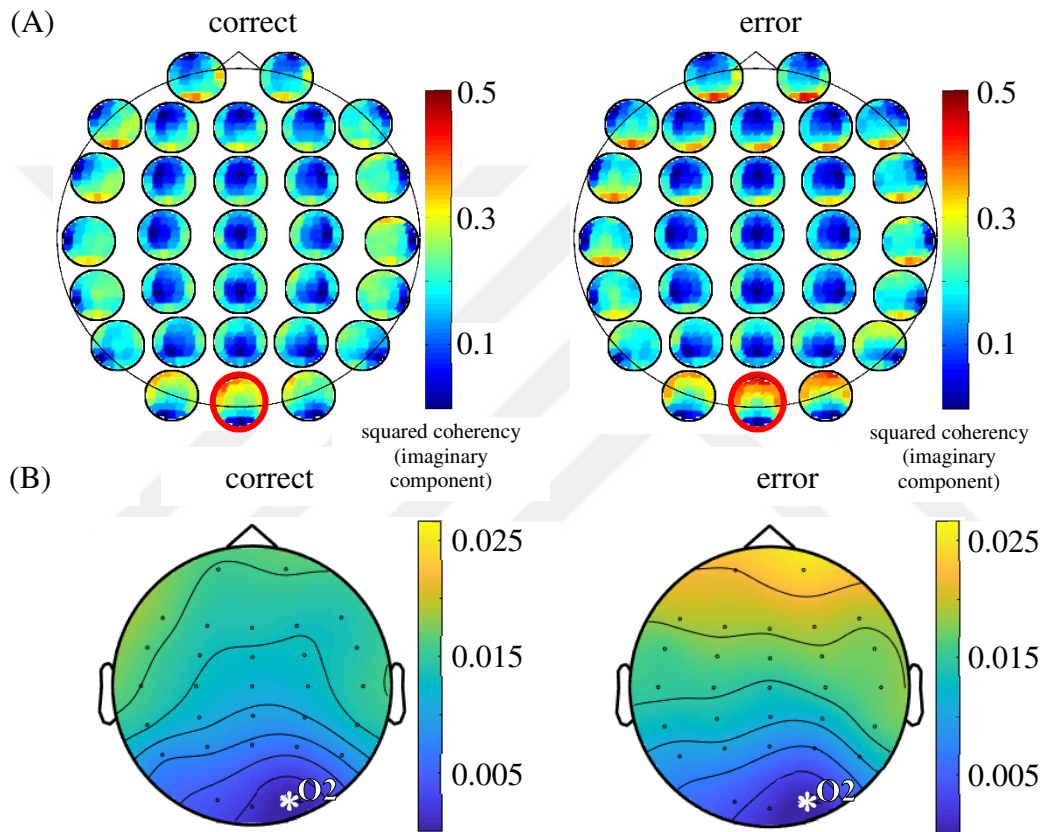 (A)
correct
error
0.5
0.3
0.1
squared coherency
(imaginary
component)
0.5
0.3
0.1
squared coherency
(imaginary
component)
(B)
correct
error
0.025
0.015
0.005
O2
0.025
0.015
0.005
O2